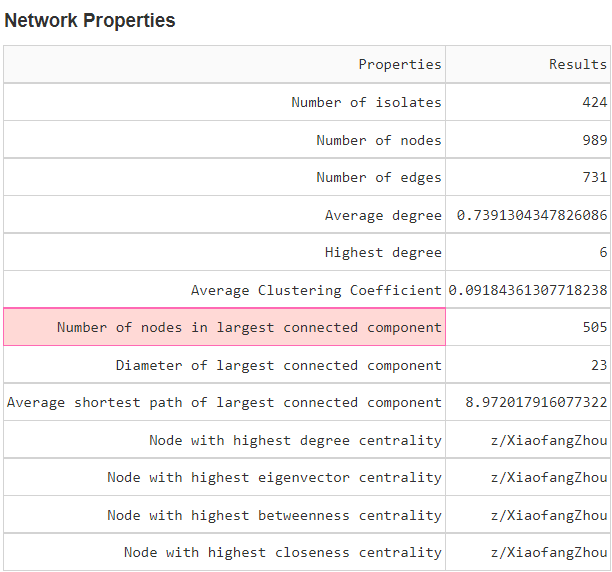 Network Properties
Properties Results
Number of isolates 424
Number of nodes 989
Number of edges 731
Average degree 0.7391304347826086
Highest degree 6
Average Clustering Coefficient 0.09184361307718238
Number of nodes in largest connected component 505
Diameter of largest connected component 23
Average shortest path of largest connected component 8.972017916077322
Node with highest degree centrality z/XiaofangZhou
Node with highest eigenvector centrality z/XiaofangZhou
Node with highest betweenness centrality z/XiaofangZhou
Node with highest closeness centrality z/XiaofangZhou